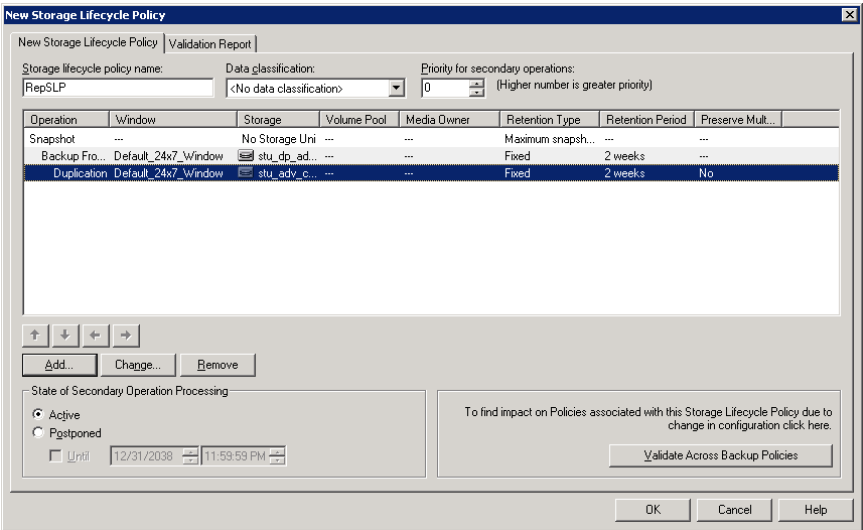 New Storage Lifecycle Policy
New Storage Lifecycle Policy Validation Report
Storage lifecycle policy name: Data classification: Priority for secondary operations:
RepSLP <No data classification> 0 (Higher number is greater priority)
Operation Window Storage Volume Pool Media Owner Retention Type Retention Period Preserve Mult...
Snapshot --- No Storage Uni --- --- Maximum snapsh... --- ---
Backup Fro... Default_24x7_Window stu_dp_ad... --- --- Fixed 2 weeks ---
Duplication Default_24x7_Window stu_adv_c... --- --- Fixed 2 weeks No
Add... Change... Remove
State of Secondary Operation Processing
Active
Postponed
Until 12/31/2038 11:59:59 PM
To find impact on Policies associated with this Storage Lifecycle Policy due to
change in configuration click here.
Validate Across Backup Policies
OK Cancel Help